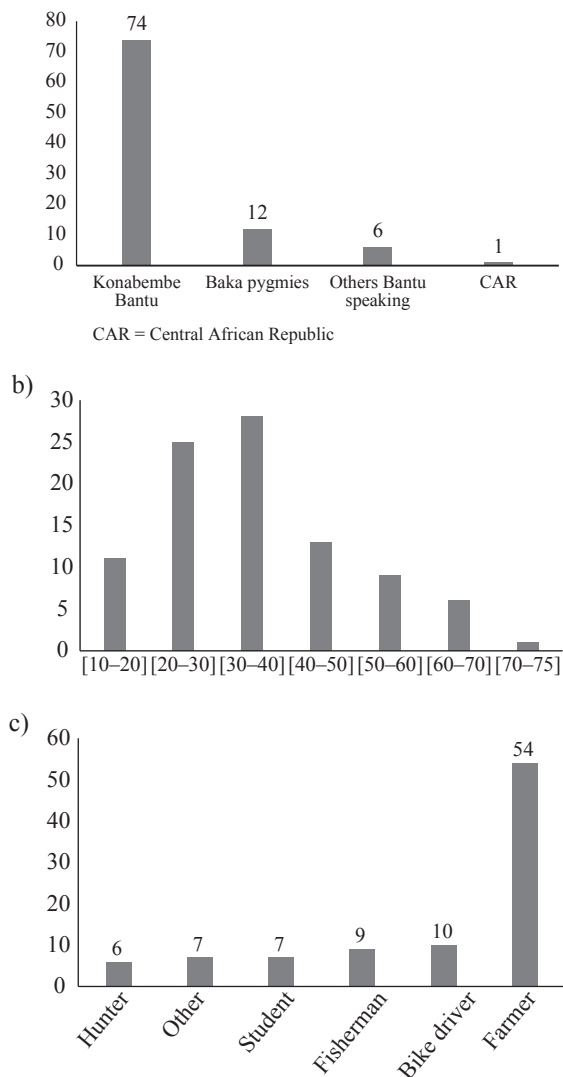 80
70
60
50
40
30
20
10
0
74
12
6
1
Konabembe
Bantu
Baka pygmies
Others Bantu
speaking
CAR
CAR = Central African Republic
b)
30
25
20
15
10
5
0
[10–20] [20–30] [30–40] [40–50] [50–60] [60–70] [70–75]
c)
60
50
40
30
20
10
0
6
7
7
9
10
54
Hunter
Other
Student
Fisherman
Bike driver
Farmer